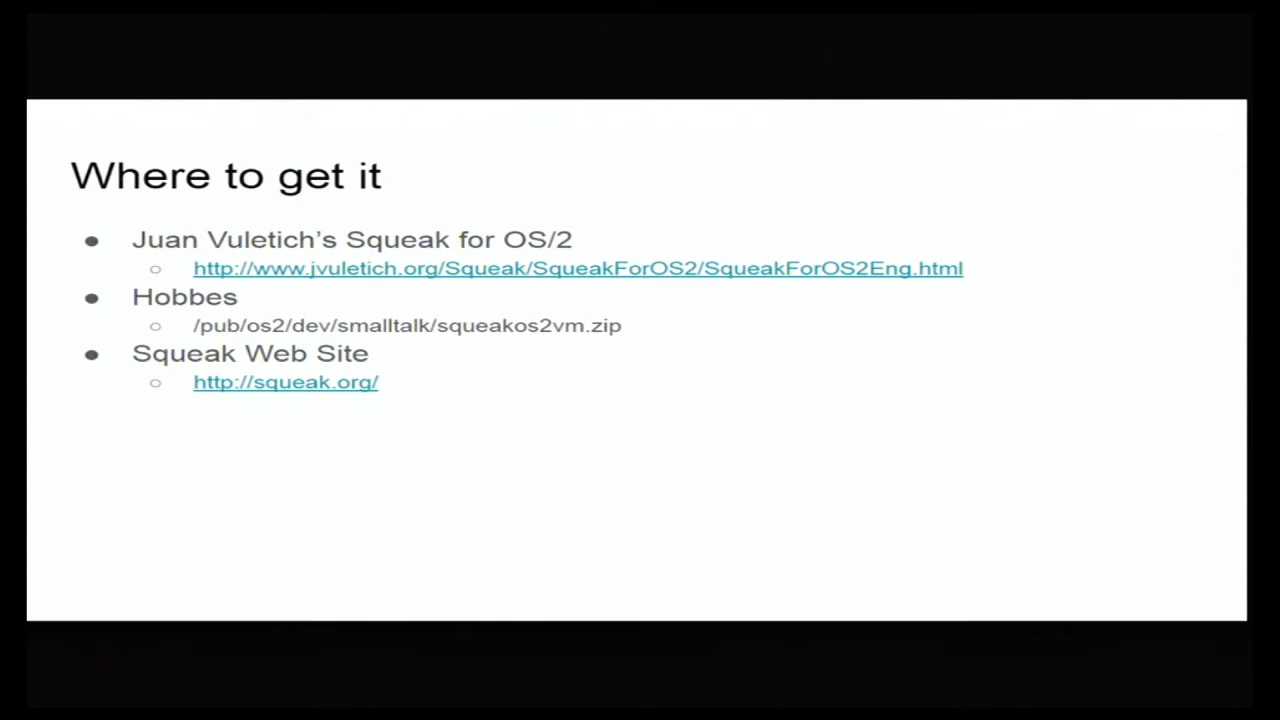 Where to get it
● Juan Vuletich's Squeak for OS/2
○ http://www.jvuletich.org/Squeak/SqueakForOS2/SqueakForOS2Eng.html
● Hobbes
○ /pub/os2/dev/smalltalk/squeakos2vm.zip
● Squeak Web Site
○ http://squeak.org/